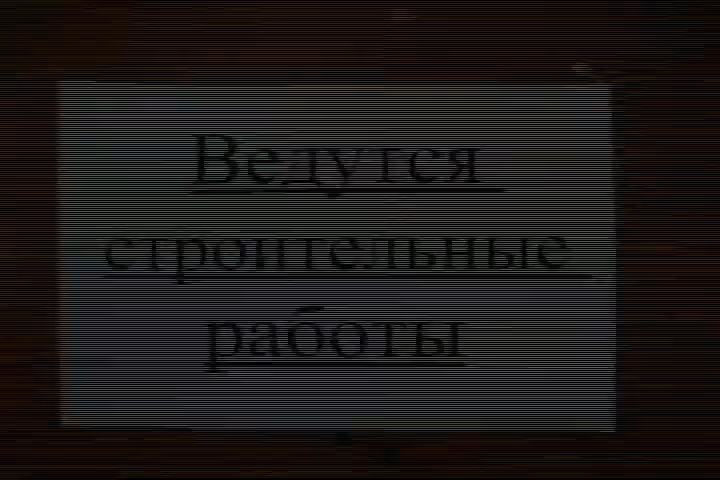 Ведутся
строительные
работы